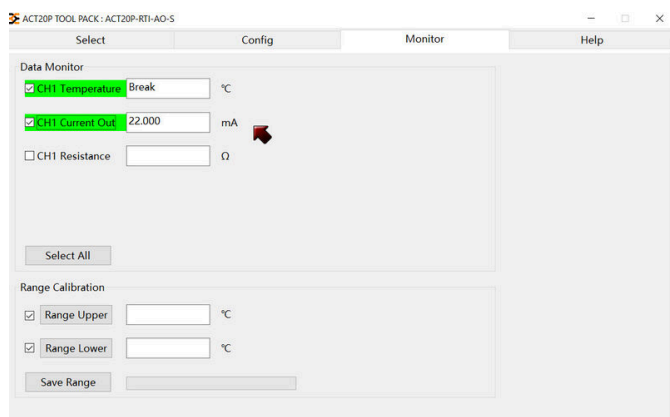 ACT20P TOOL PACK : ACT20P-RTI-AO-S
Select Config Monitor Help
Data Monitor
CH1 Temperature Break °C
CH1 Current Out 22.000 mA
CH1 Resistance Ω
Select All
Range Calibration
Range Upper °C
Range Lower °C
Save Range